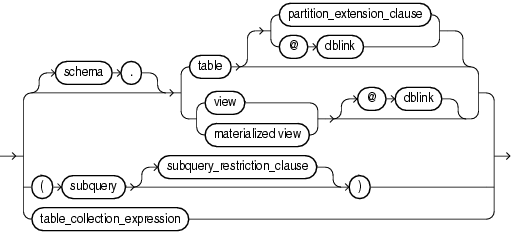 partition_extension_clause
@ dblink
schema . table
view
materialized view
@ dblink
subquery_restriction_clause
( subquery )
table_collection_expression